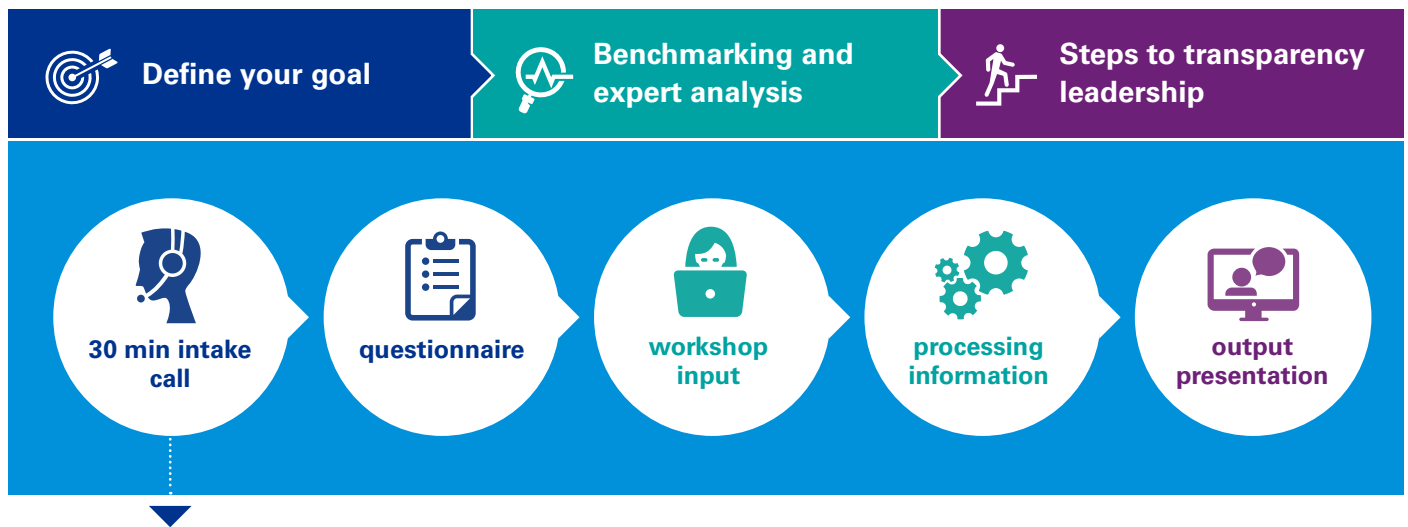 Define your goal
Benchmarking and
expert analysis
Steps to transparency
leadership
30 min intake
call
questionnaire
workshop
input
processing
information
output
presentation